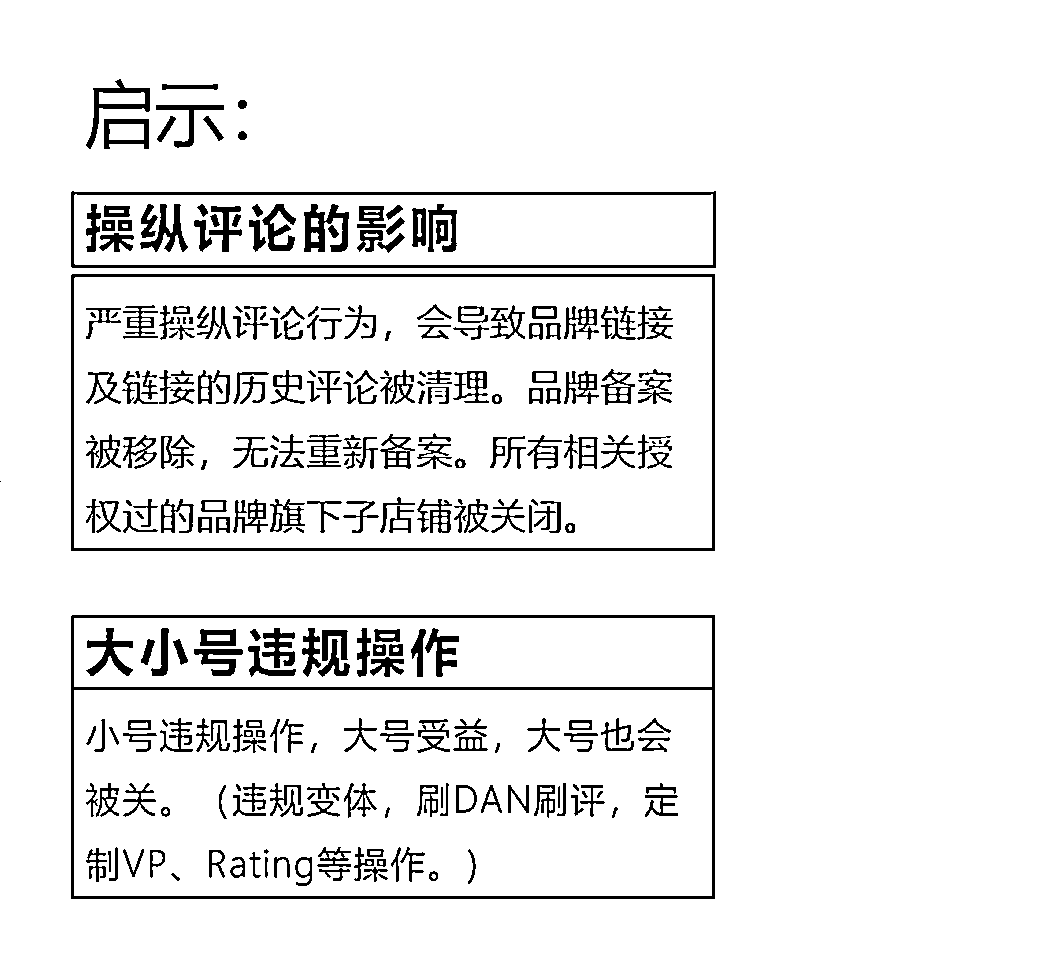 启示：
操纵评论的影响
严重操纵评论行为，会导致品牌链接
及链接的历史评论被清理。品牌备案
被移除，无法重新备案。所有相关授
权过的品牌旗下子店铺被关闭。
大小号违规操作
小号违规操作，大号受益，大号也会
被关。（违规变体，刷DAN刷评，定
制VP、Rating等操作。）